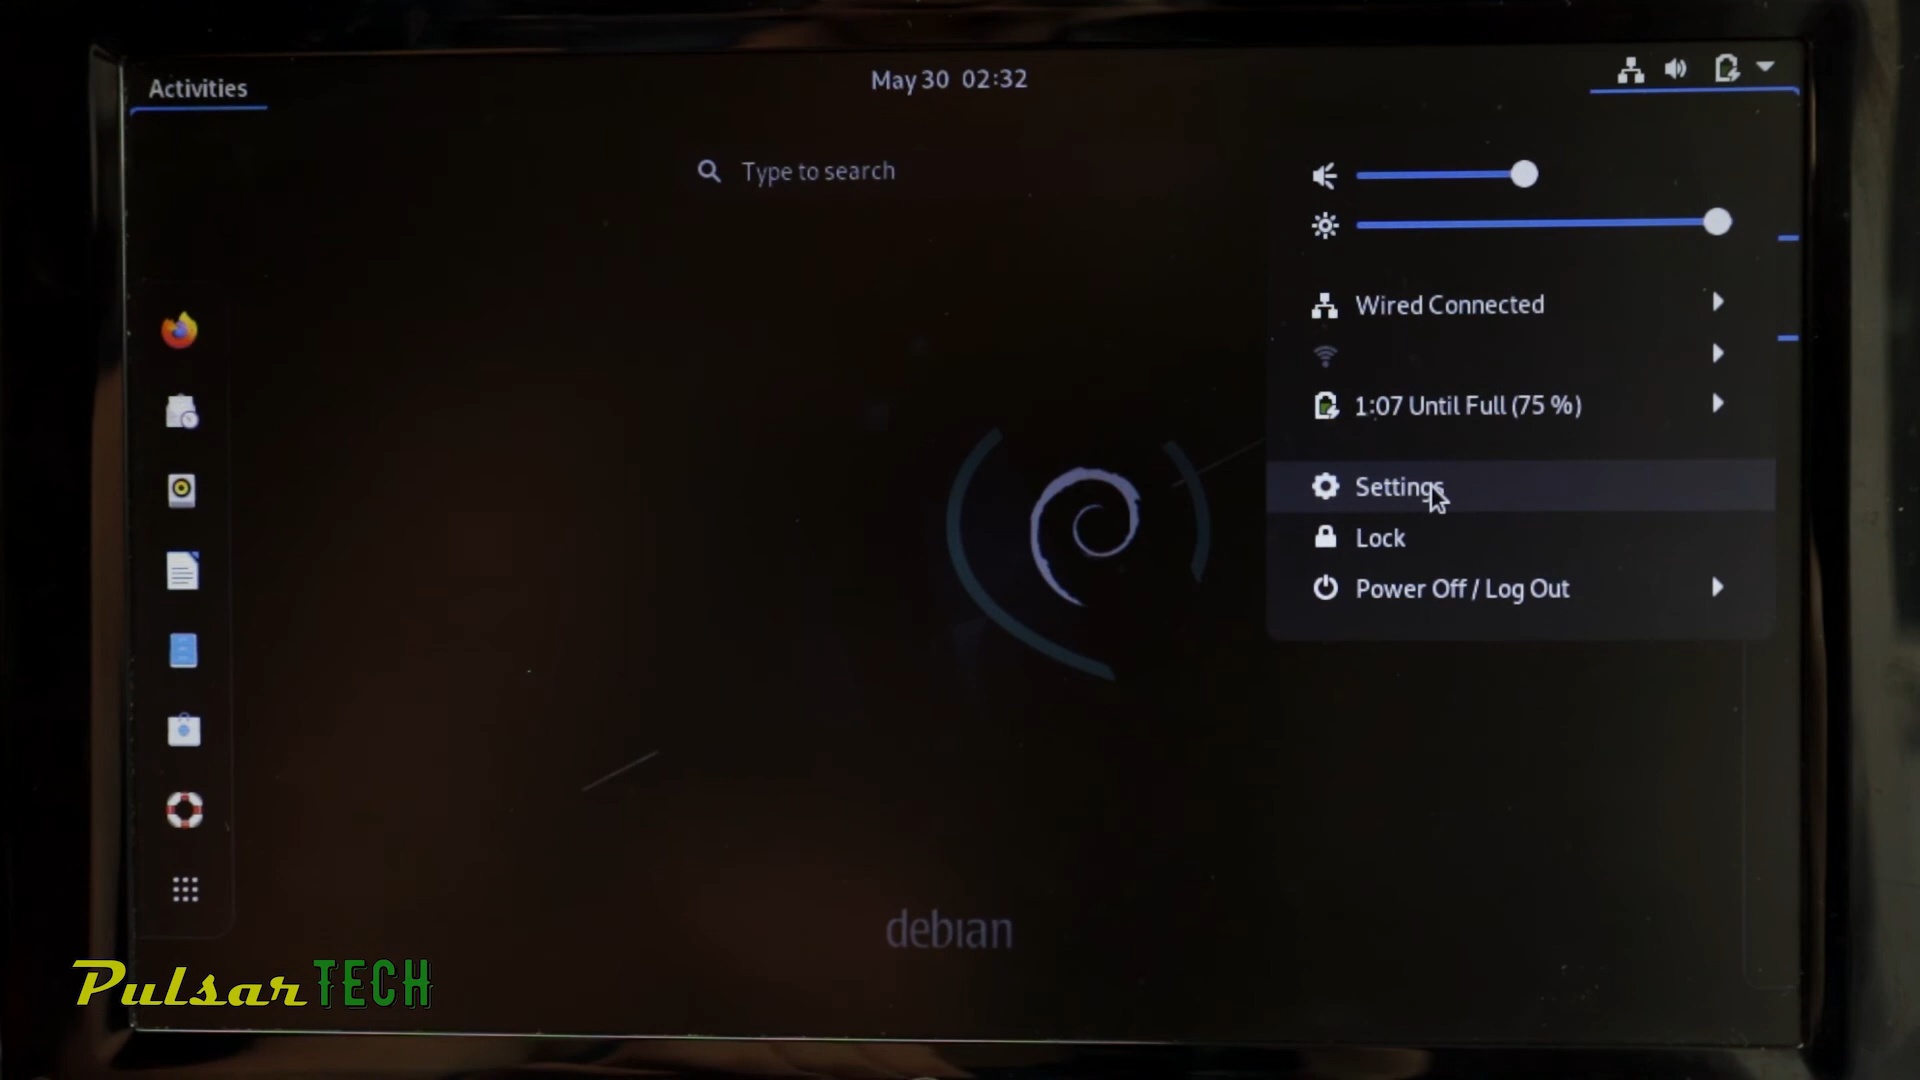 Activities
May 30 02:32
Type to search
Wired Connected
1:07 Until Full (75 %)
Settings
Lock
Power Off / Log Out
debian
PulsarTECH